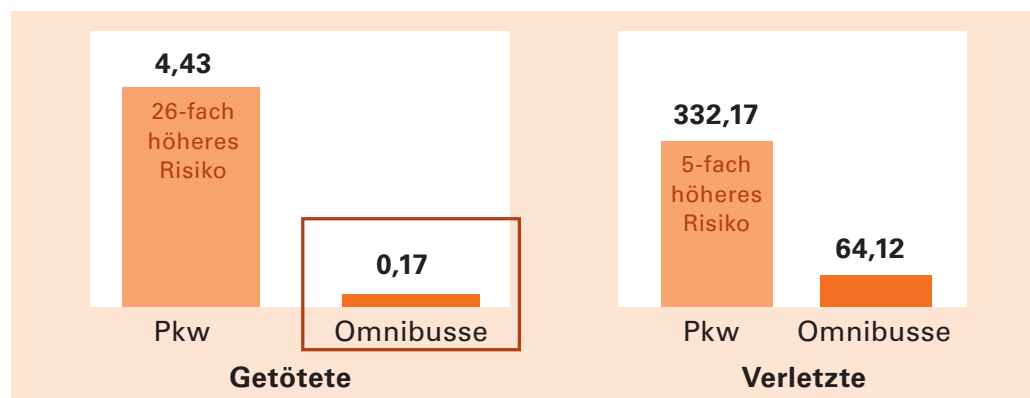 4,43
26-fach
höheres
Risiko
0,17
Pkw
Omnibusse
Getötete
332,17
5-fach
höheres
Risiko
64,12
Pkw
Omnibusse
Verletzte